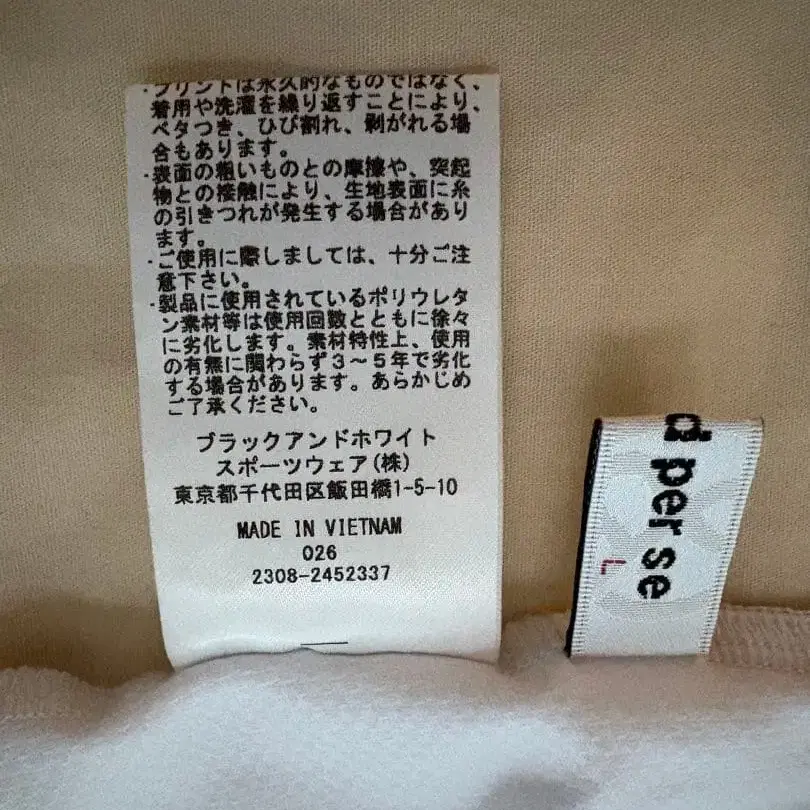 ・プリントは永久的なものではなく、
着用や洗濯を繰り返すことにより、
ベタつき、ひび割れ、剥がれる場
合もあります。
・表面の粗いものとの摩擦や、突起
物との接触により、生地表面に糸
の引きつれが発生する場合があり
ます。
・ご使用に際しましては、十分ご注
意下さい。
・製品に使用されているポリウレタ
ン素材等は使用回数とともに徐々
に劣化します。素材特性上、使用
の有無に関わらず3～5年で劣化
する場合があります。あらかじめ
ご了承ください。
ブラックアンドホワイト
スポーツウェア(株)
東京都千代田区飯田橋1-5-10
MADE IN VIETNAM
026
2308-2452337
d per se
L